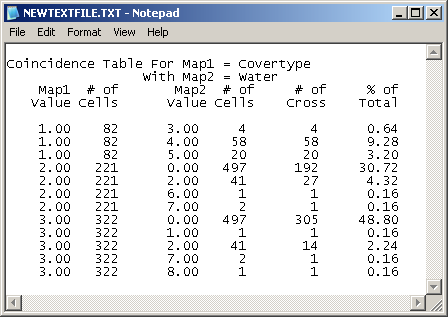 NEWTEXTFILE.TXT - Notepad
File Edit Format View Help
Coincidence Table For Map1 = Covertype
With Map2 = Water
Map1 # of Map2 # of # of % of
Value Cells Value Cells Cross Total
1.00 82 3.00 4 4 0.64
1.00 82 4.00 58 58 9.28
1.00 82 5.00 20 20 3.20
2.00 221 0.00 497 192 30.72
2.00 221 2.00 41 27 4.32
2.00 221 6.00 1 1 0.16
2.00 221 7.00 2 1 0.16
3.00 322 0.00 497 305 48.80
3.00 322 1.00 1 1 0.16
3.00 322 2.00 41 14 2.24
3.00 322 7.00 2 1 0.16
3.00 322 8.00 1 1 0.16